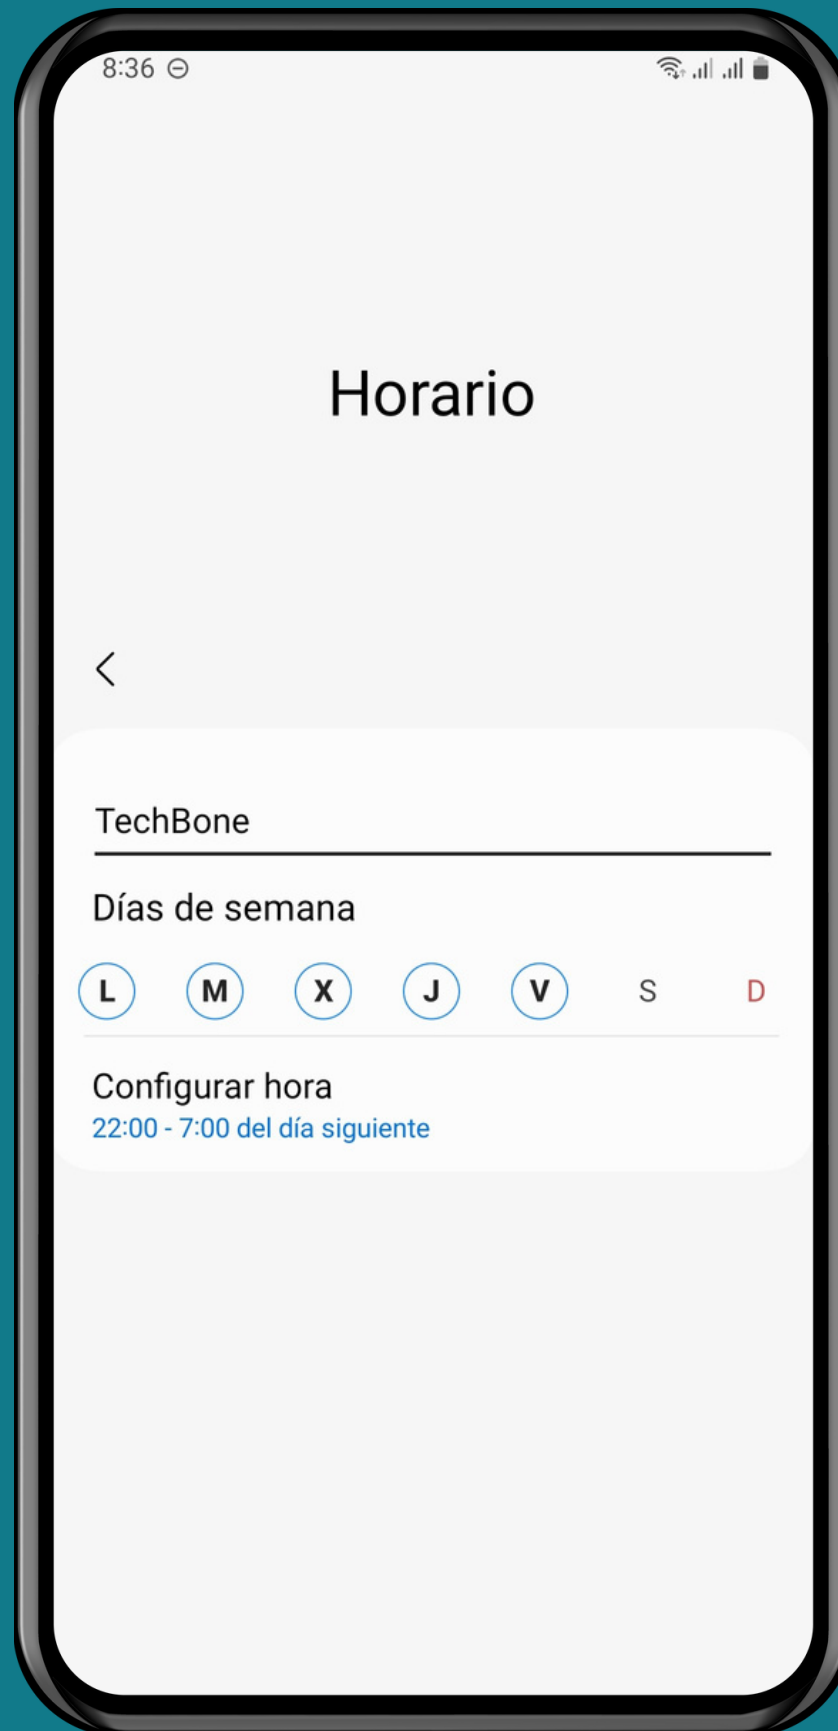 8:36
Horario
TechBone
Días de semana
L M X J V S D
Configurar hora
22:00 - 7:00 del día siguiente